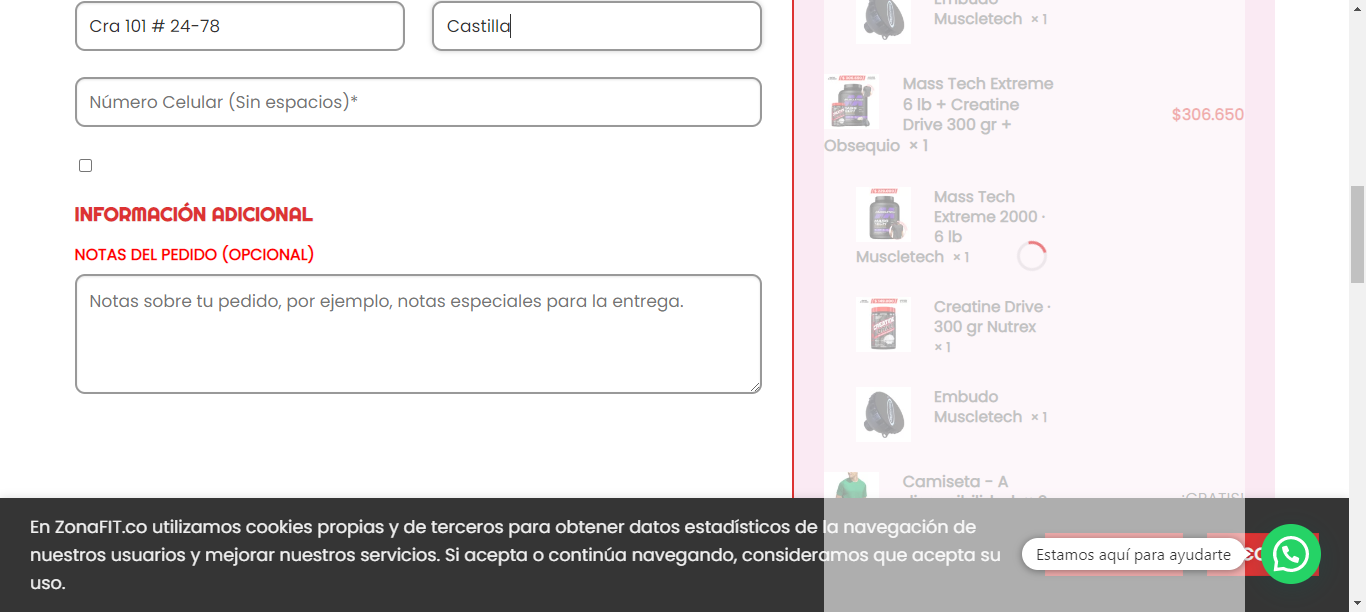 Cra 101 # 24-78
Castilla
Número Celular (Sin espacios)*
INFORMACIÓN ADICIONAL
NOTAS DEL PEDIDO (OPCIONAL)
Notas sobre tu pedido, por ejemplo, notas especiales para la entrega.
Embudo
Muscletech × 1
Mass Tech Extreme
6 lb + Creatine
Drive 300 gr +
Obsequio × 1
$306.650
Mass Tech
Extreme 2000 ·
6 lb
Muscletech × 1
Creatine Drive ·
300 gr Nutrex
× 1
Embudo
Muscletech × 1
Camiseta - A
¡GRATIS!
En ZonaFIT.co utilizamos cookies propias y de terceros para obtener datos estadísticos de la navegación de
nuestros usuarios y mejorar nuestros servicios. Si acepta o continúa navegando, consideramos que acepta su
uso.
Estamos aquí para ayudarte